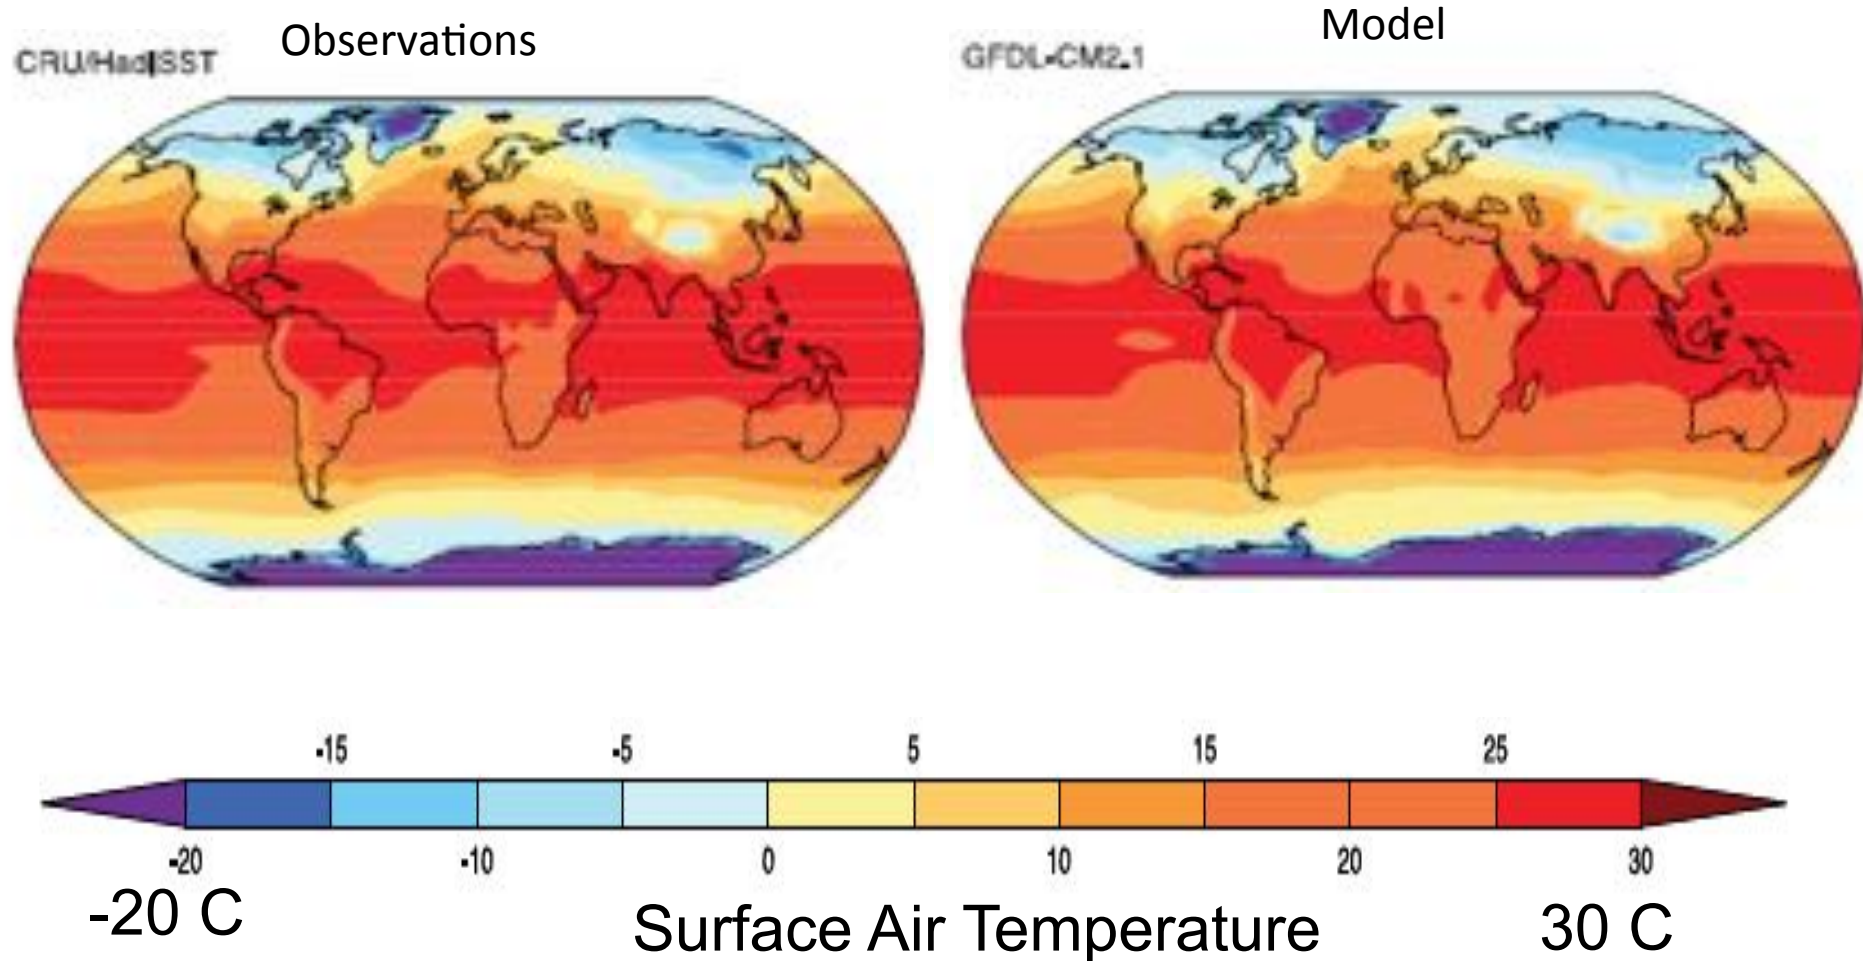 Observations
Model
CRU/HadISST
GFDL-CM2.1
-15 -5 5 15 25
-20 -10 0 10 20 30
-20 C
Surface Air Temperature
30 C